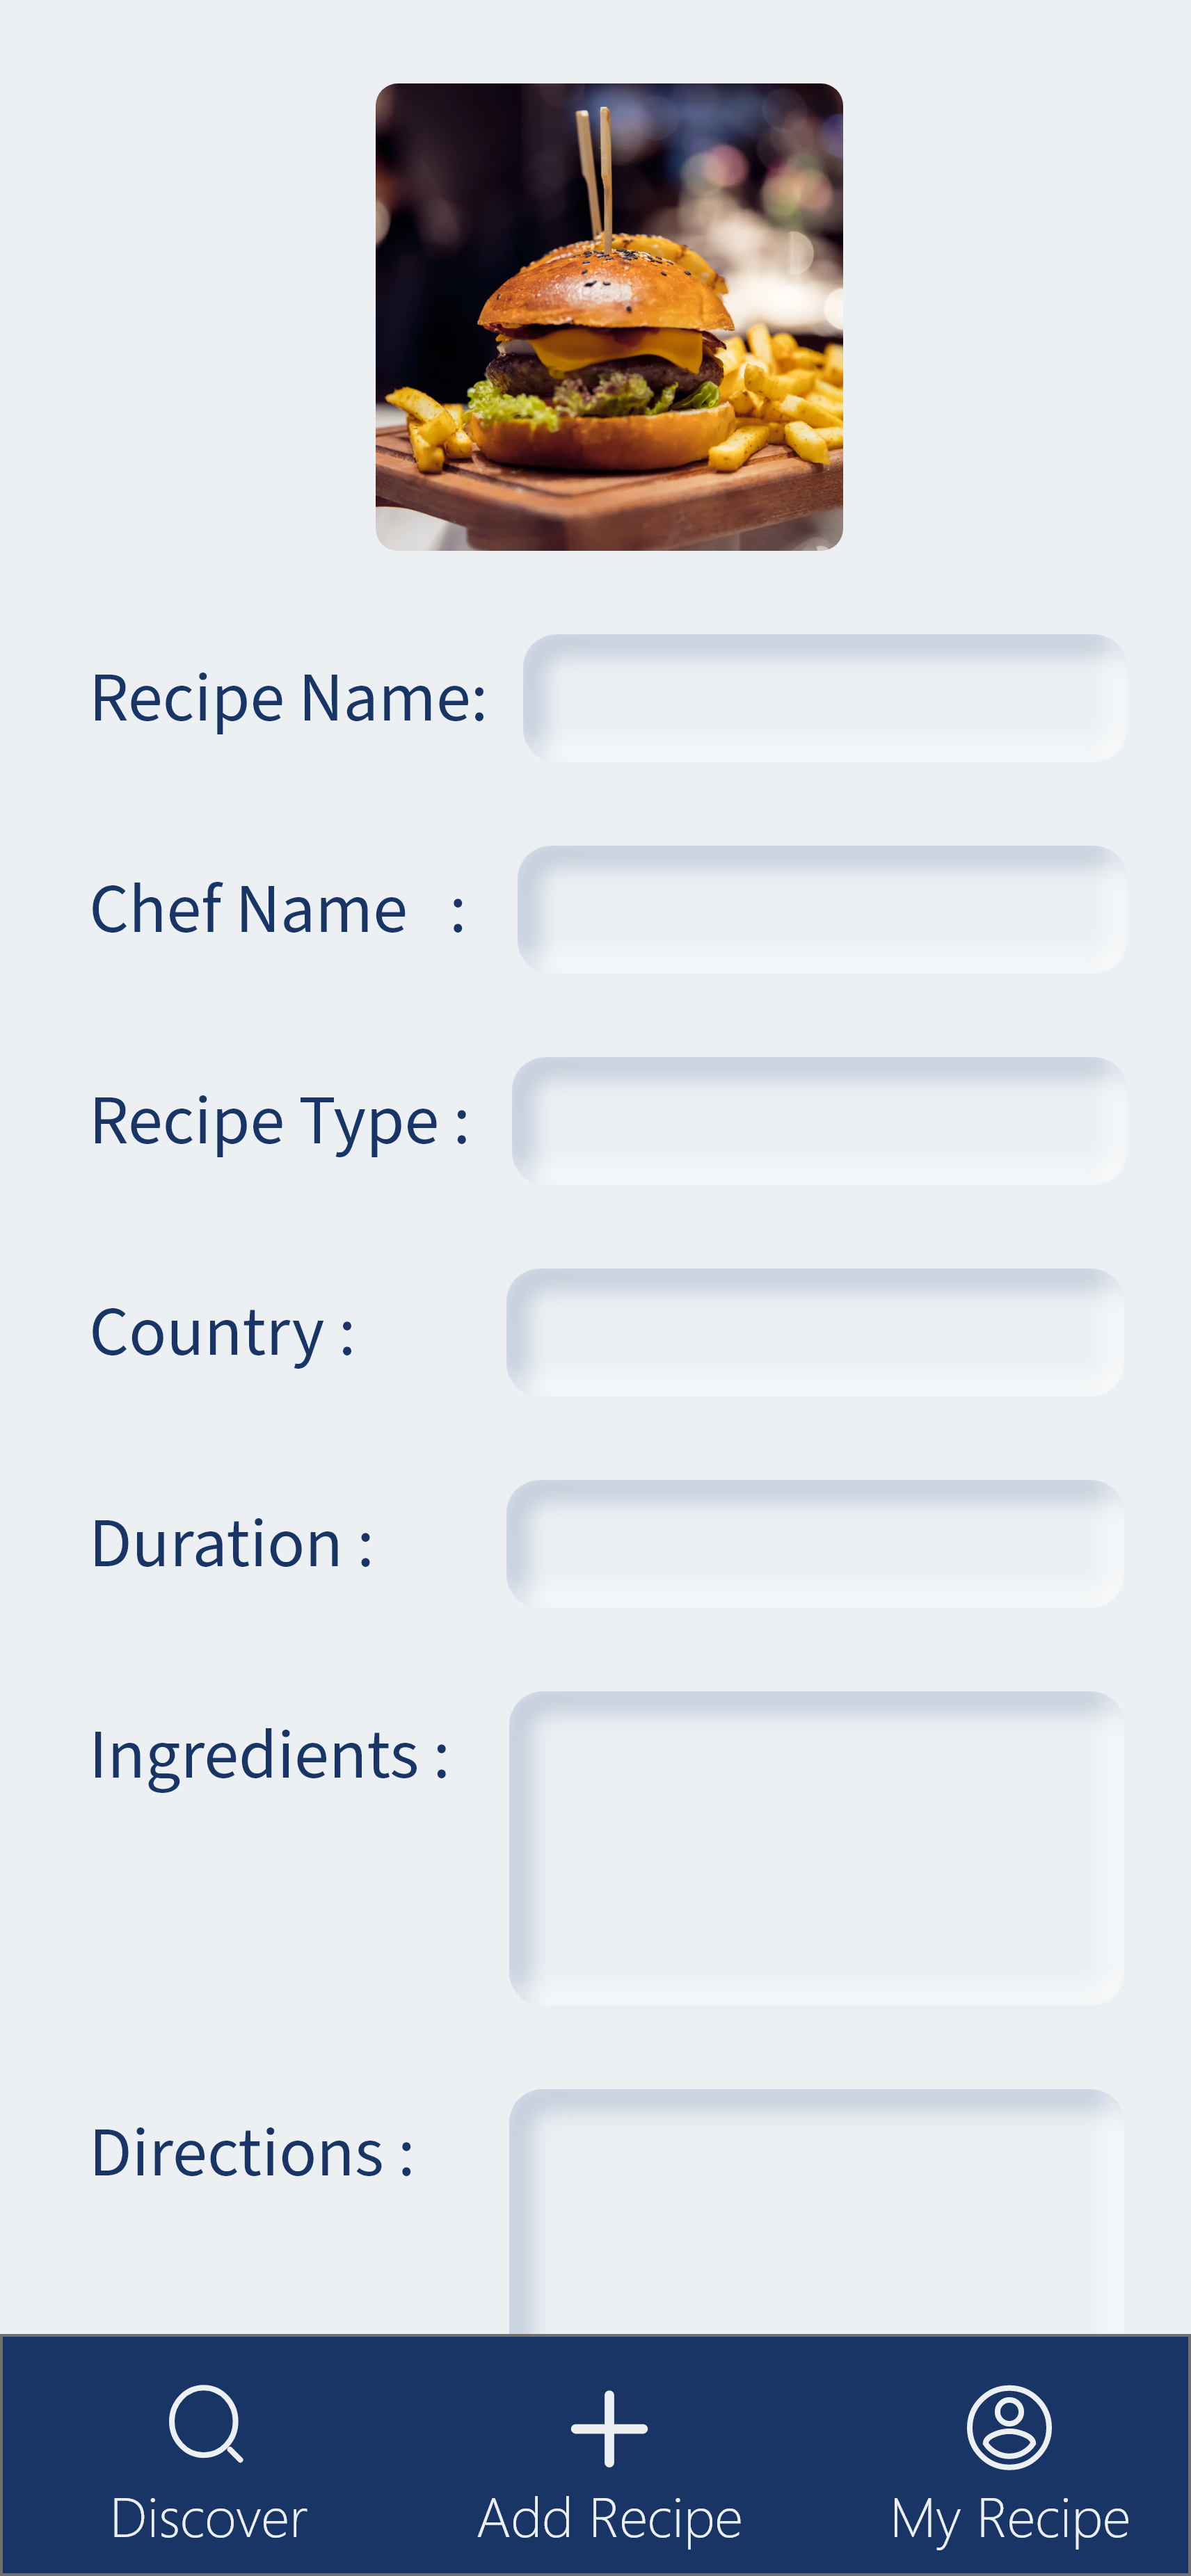 Recipe Name:
Chef Name   :
Recipe Type :
Country :
Duration :
Ingredients :
Directions :
Discover
Add Recipe
My Recipe